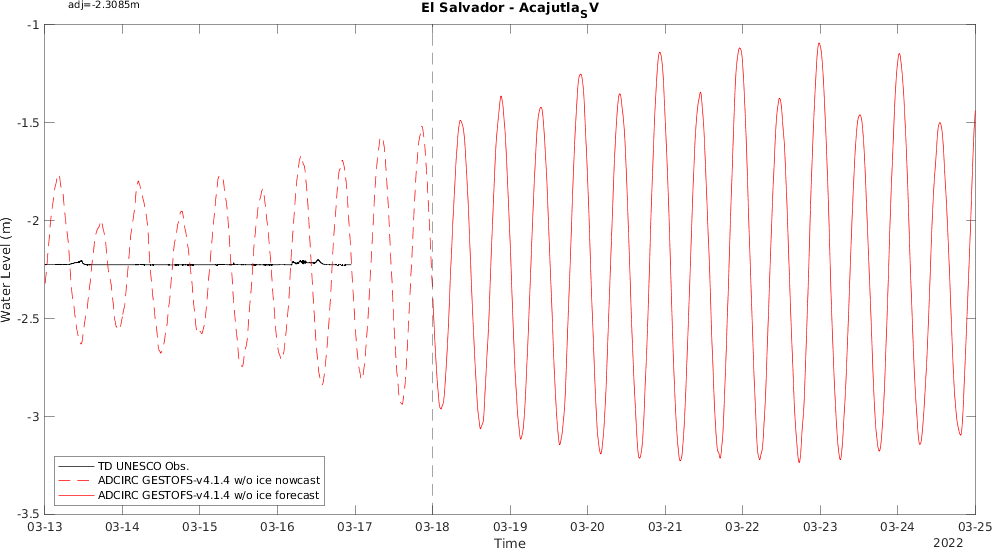 adj=-2.3085m
El Salvador - Acajutla_SV
-1
-1.5
-2
-2.5
-3
-3.5
Water Level (m)
TD UNESCO Obs.
ADCIRC GESTOFS-v4.1.4 w/o ice nowcast
ADCIRC GESTOFS-v4.1.4 w/o ice forecast
03-13 03-14 03-15 03-16 03-17 03-18 03-19 03-20 03-21 03-22 03-23 03-24 03-25
Time
2022